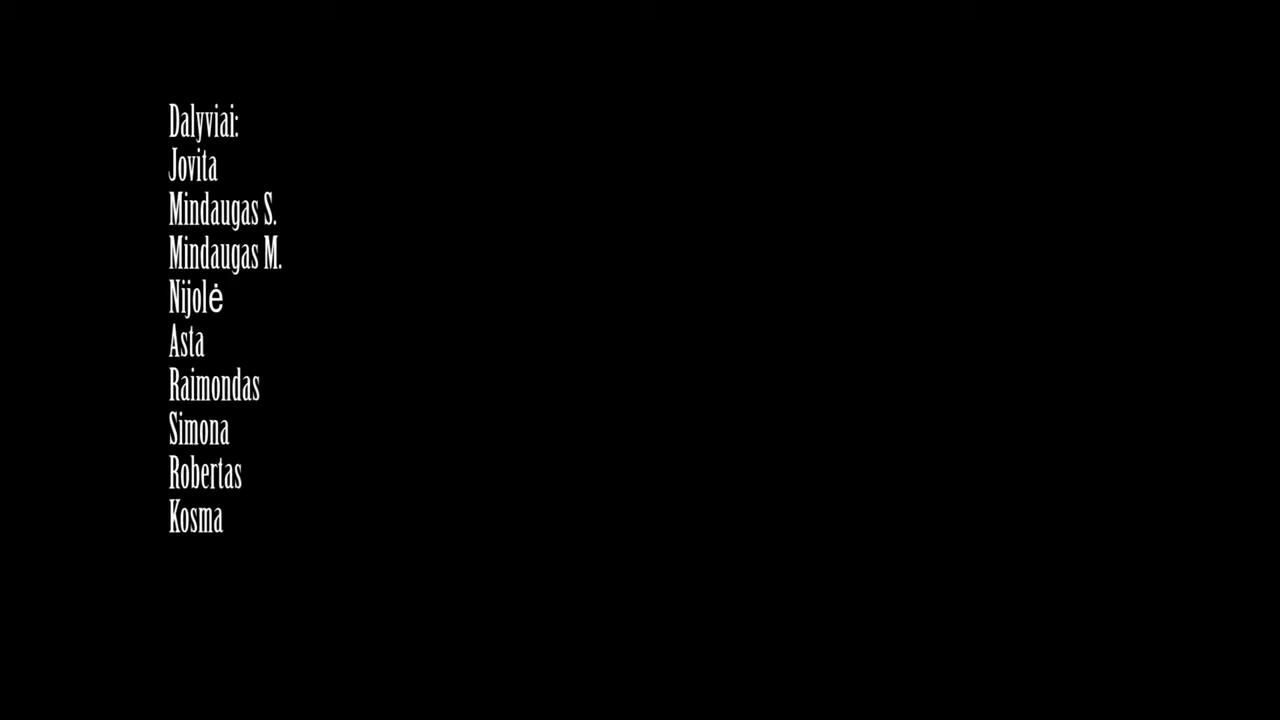 Dalyviai:
Jovita
Mindaugas S.
Mindaugas M.
Nijolė
Asta
Raimondas
Simona
Robertas
Kosma